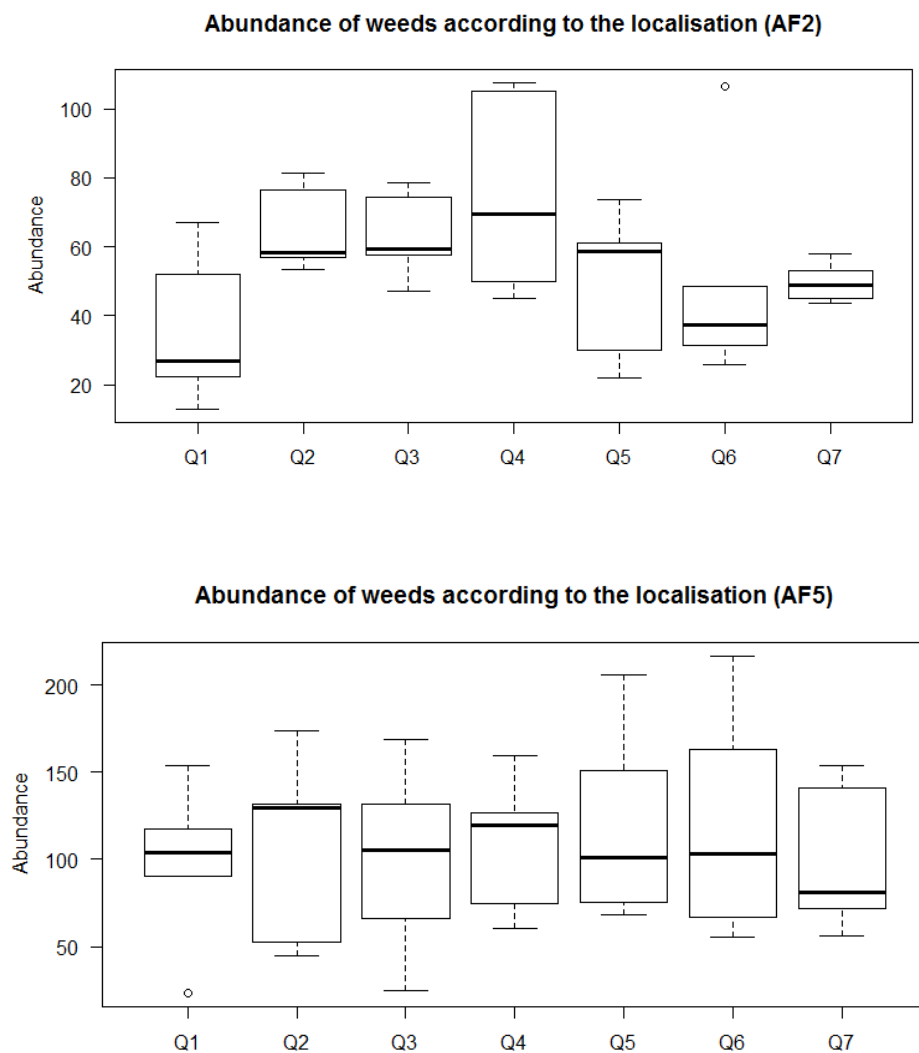 Abundance of weeds according to the localisation (AF2)
100
80
60
40
20
Abundance
Q1 Q2 Q3 Q4 Q5 Q6 Q7
Abundance of weeds according to the localisation (AF5)
200
150
100
50
Abundance
Q1 Q2 Q3 Q4 Q5 Q6 Q7